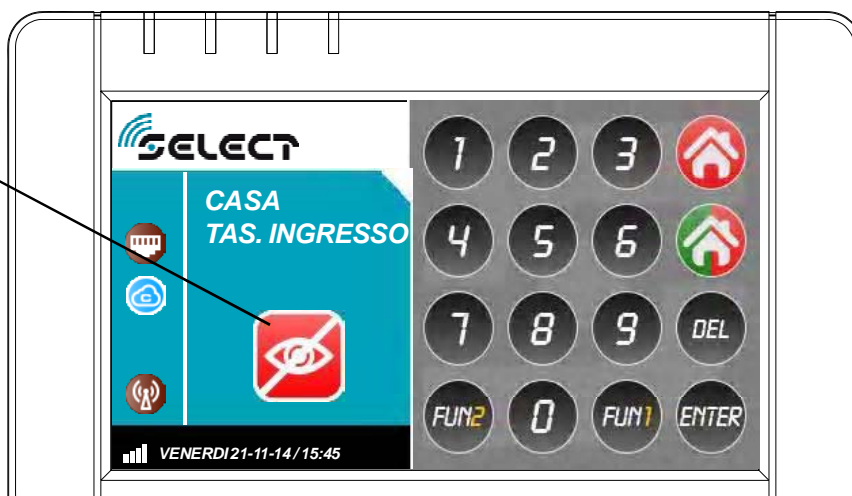 SELECT
CASA
TAS. INGRESSO
VENERDI 21-11-14 / 15:45
1 2 3
4 5 6
7 8 9 DEL
FUN2 0 FUN1 ENTER